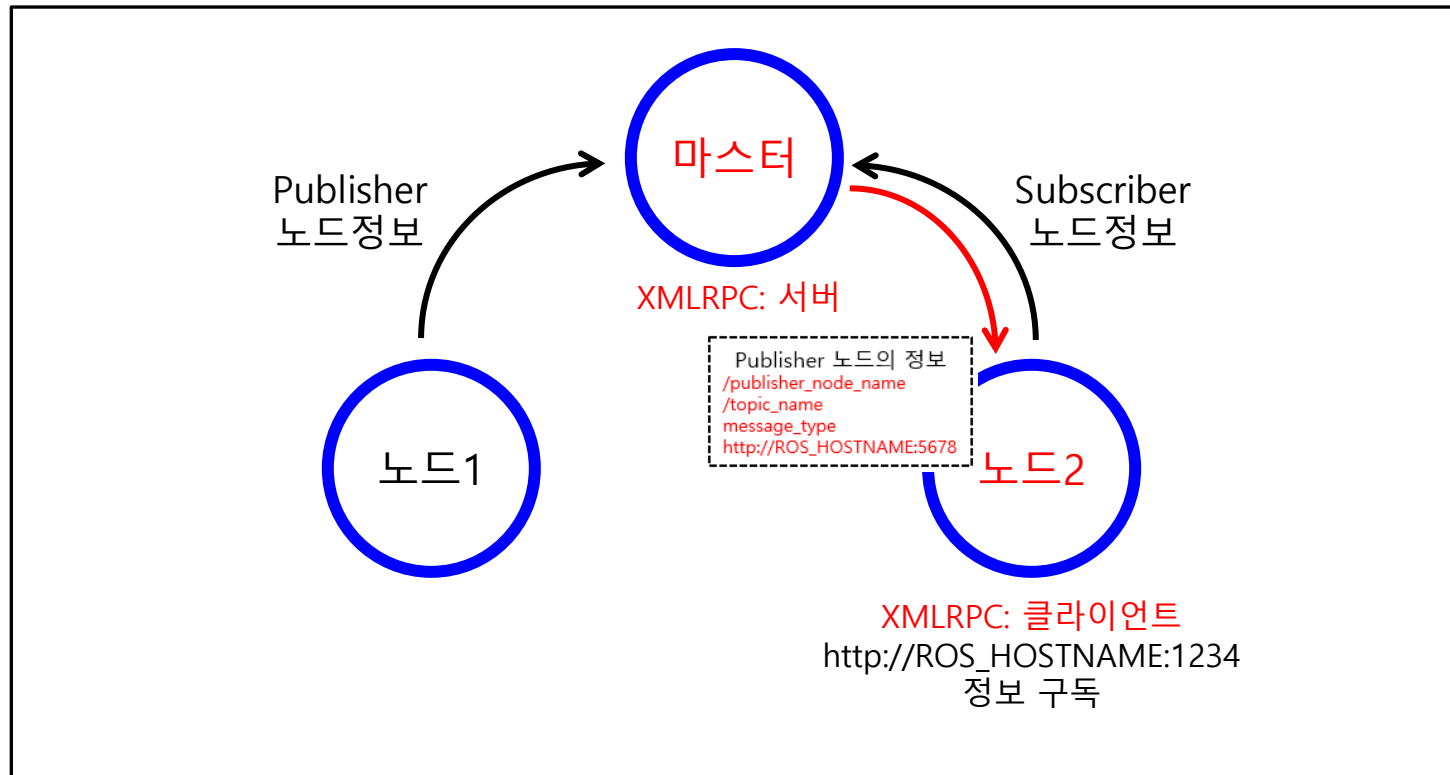 마스터
Publisher
노드정보
Subscriber
노드정보
XMLRPC: 서버
Publisher 노드의 정보
/publisher_node_name
/topic_name
message_type
http://ROS_HOSTNAME:5678
노드1
노드2
XMLRPC: 클라이언트
http://ROS_HOSTNAME:1234
정보 구독